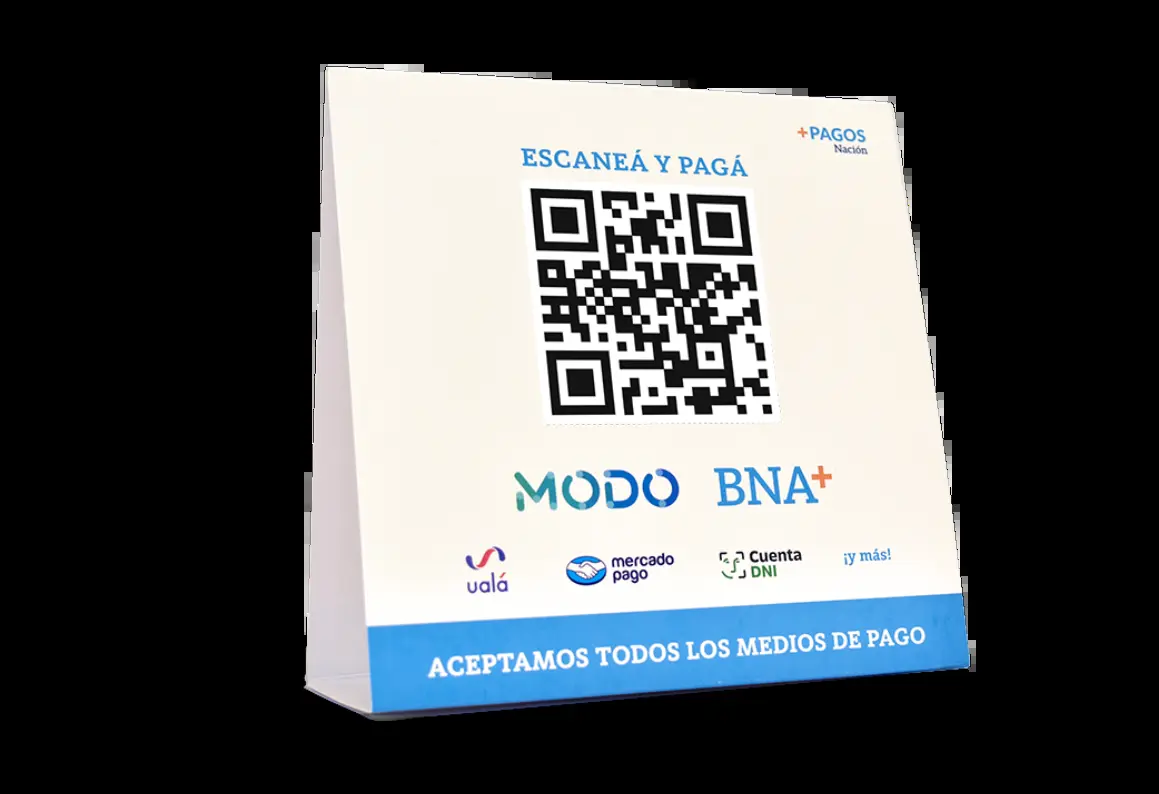 +PAGOS
Nación
ESCANEÁ Y PAGÁ
MODO BNA+
ualá
mercado
pago
Cuenta
DNI
¡y más!
ACEPTAMOS TODOS LOS MEDIOS DE PAGO